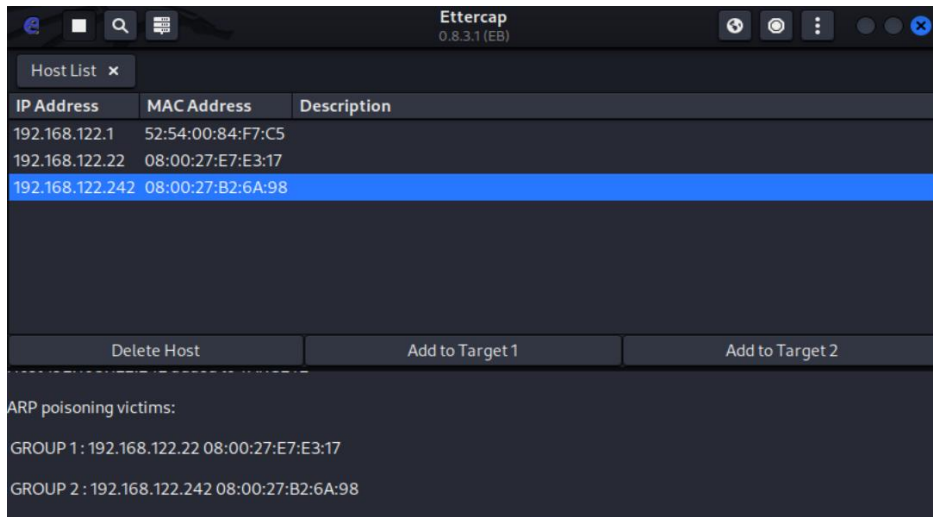 Ettercap
0.8.3.1 (EB)
Host List ×
IP Address MAC Address Description
192.168.122.1 52:54:00:84:F7:C5
192.168.122.22 08:00:27:E7:E3:17
192.168.122.242 08:00:27:B2:6A:98
Delete Host Add to Target 1 Add to Target 2
ARP poisoning victims:
GROUP 1 : 192.168.122.22 08:00:27:E7:E3:17
GROUP 2 : 192.168.122.242 08:00:27:B2:6A:98